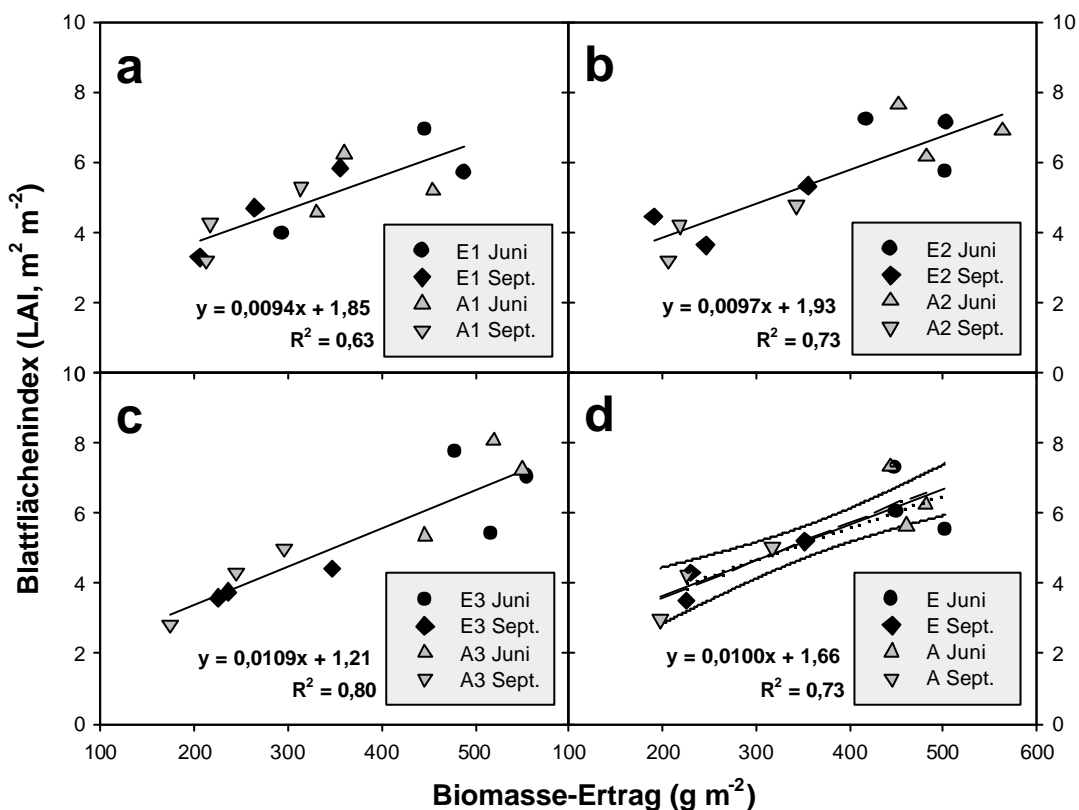 10
8
6
4
2
0
a
E1 Juni
E1 Sept.
A1 Juni
A1 Sept.
y = 0,0094x + 1,85
R² = 0,63
b
E2 Juni
E2 Sept.
A2 Juni
A2 Sept.
y = 0,0097x + 1,93
R² = 0,73
10
8
6
4
2
0
10
8
6
4
2
0
c
E3 Juni
E3 Sept.
A3 Juni
A3 Sept.
y = 0,0109x + 1,21
R² = 0,80
d
E Juni
E Sept.
A Juni
A Sept.
y = 0,0100x + 1,66
R² = 0,73
8
6
4
2
0
100 200 300 400 500 100 200 300 400 500 600
Biomasse-Ertrag (g m⁻²)
Blattflächenindex (LAI, m² m⁻²)